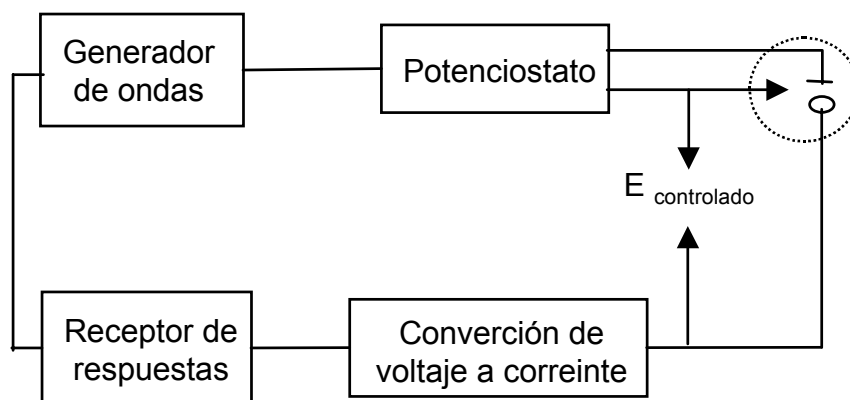 Generador
de ondas
Potenciostato
E controlado
Receptor de
respuestas
Converción de
voltaje a correinte